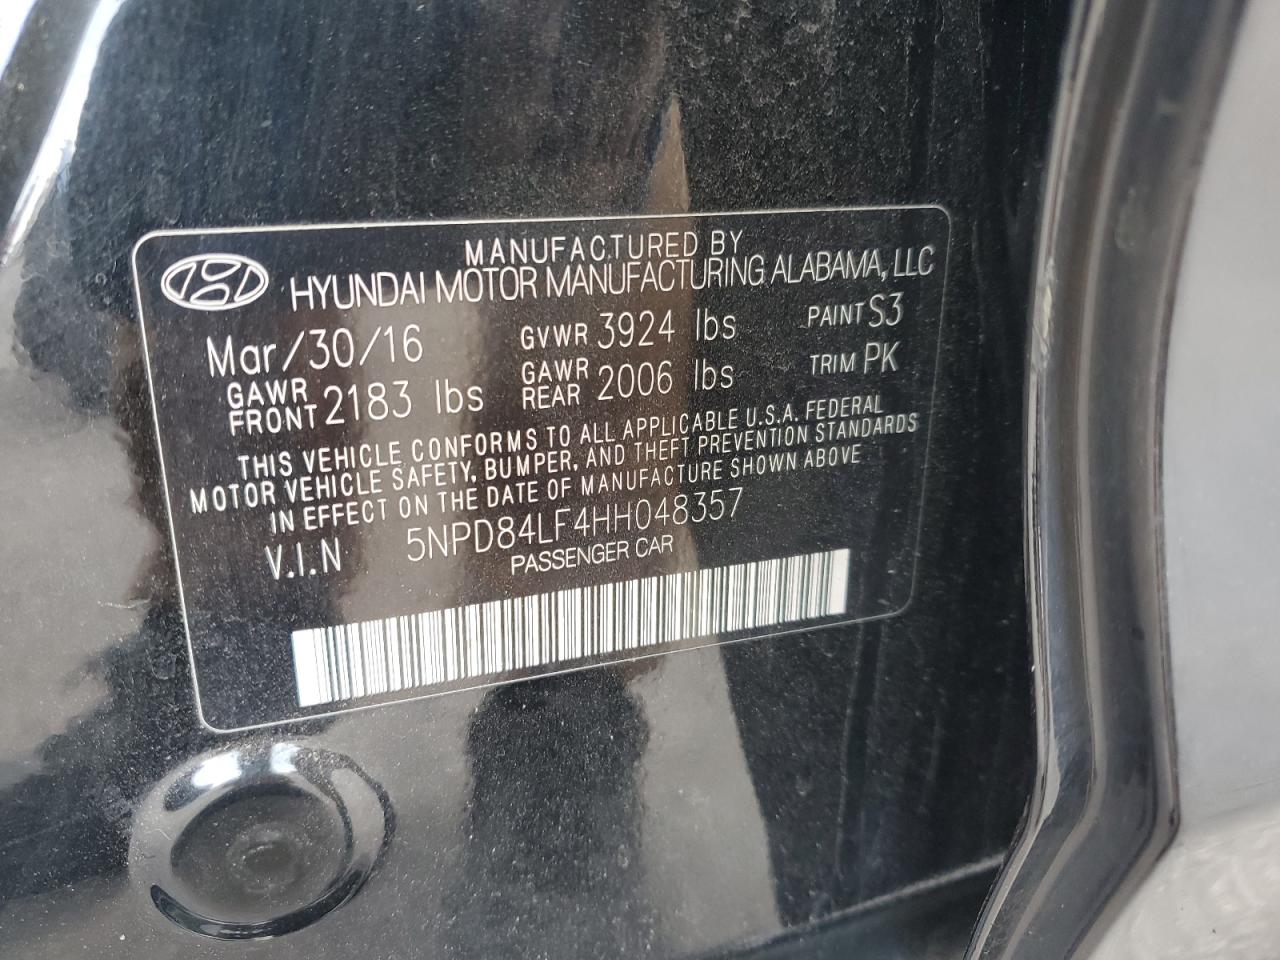 MANUFACTURED BY
HYUNDAI MOTOR MANUFACTURING ALABAMA, LLC
Mar/30/16 GVWR 3924 lbs PAINT S3
GAWR FRONT 2183 lbs GAWR REAR 2006 lbs TRIM PK
THIS VEHICLE CONFORMS TO ALL APPLICABLE U.S.A. FEDERAL
MOTOR VEHICLE SAFETY, BUMPER, AND THEFT PREVENTION STANDARDS
IN EFFECT ON THE DATE OF MANUFACTURE SHOWN ABOVE
V.I.N 5NPD84LF4HH048357
PASSENGER CAR